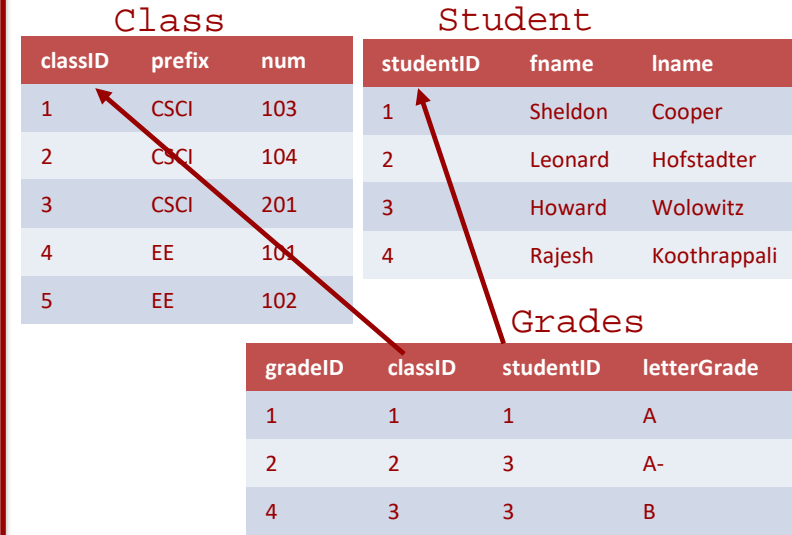 Class
classID prefix num
1 CSCI 103
2 CSCI 104
3 CSCI 201
4 EE 101
5 EE 102
Student
studentID fname lname
1 Sheldon Cooper
2 Leonard Hofstadter
3 Howard Wolowitz
4 Rajesh Koothrappali
Grades
gradeID classID studentID letterGrade
1 1 1 A
2 2 3 A-
4 3 3 B